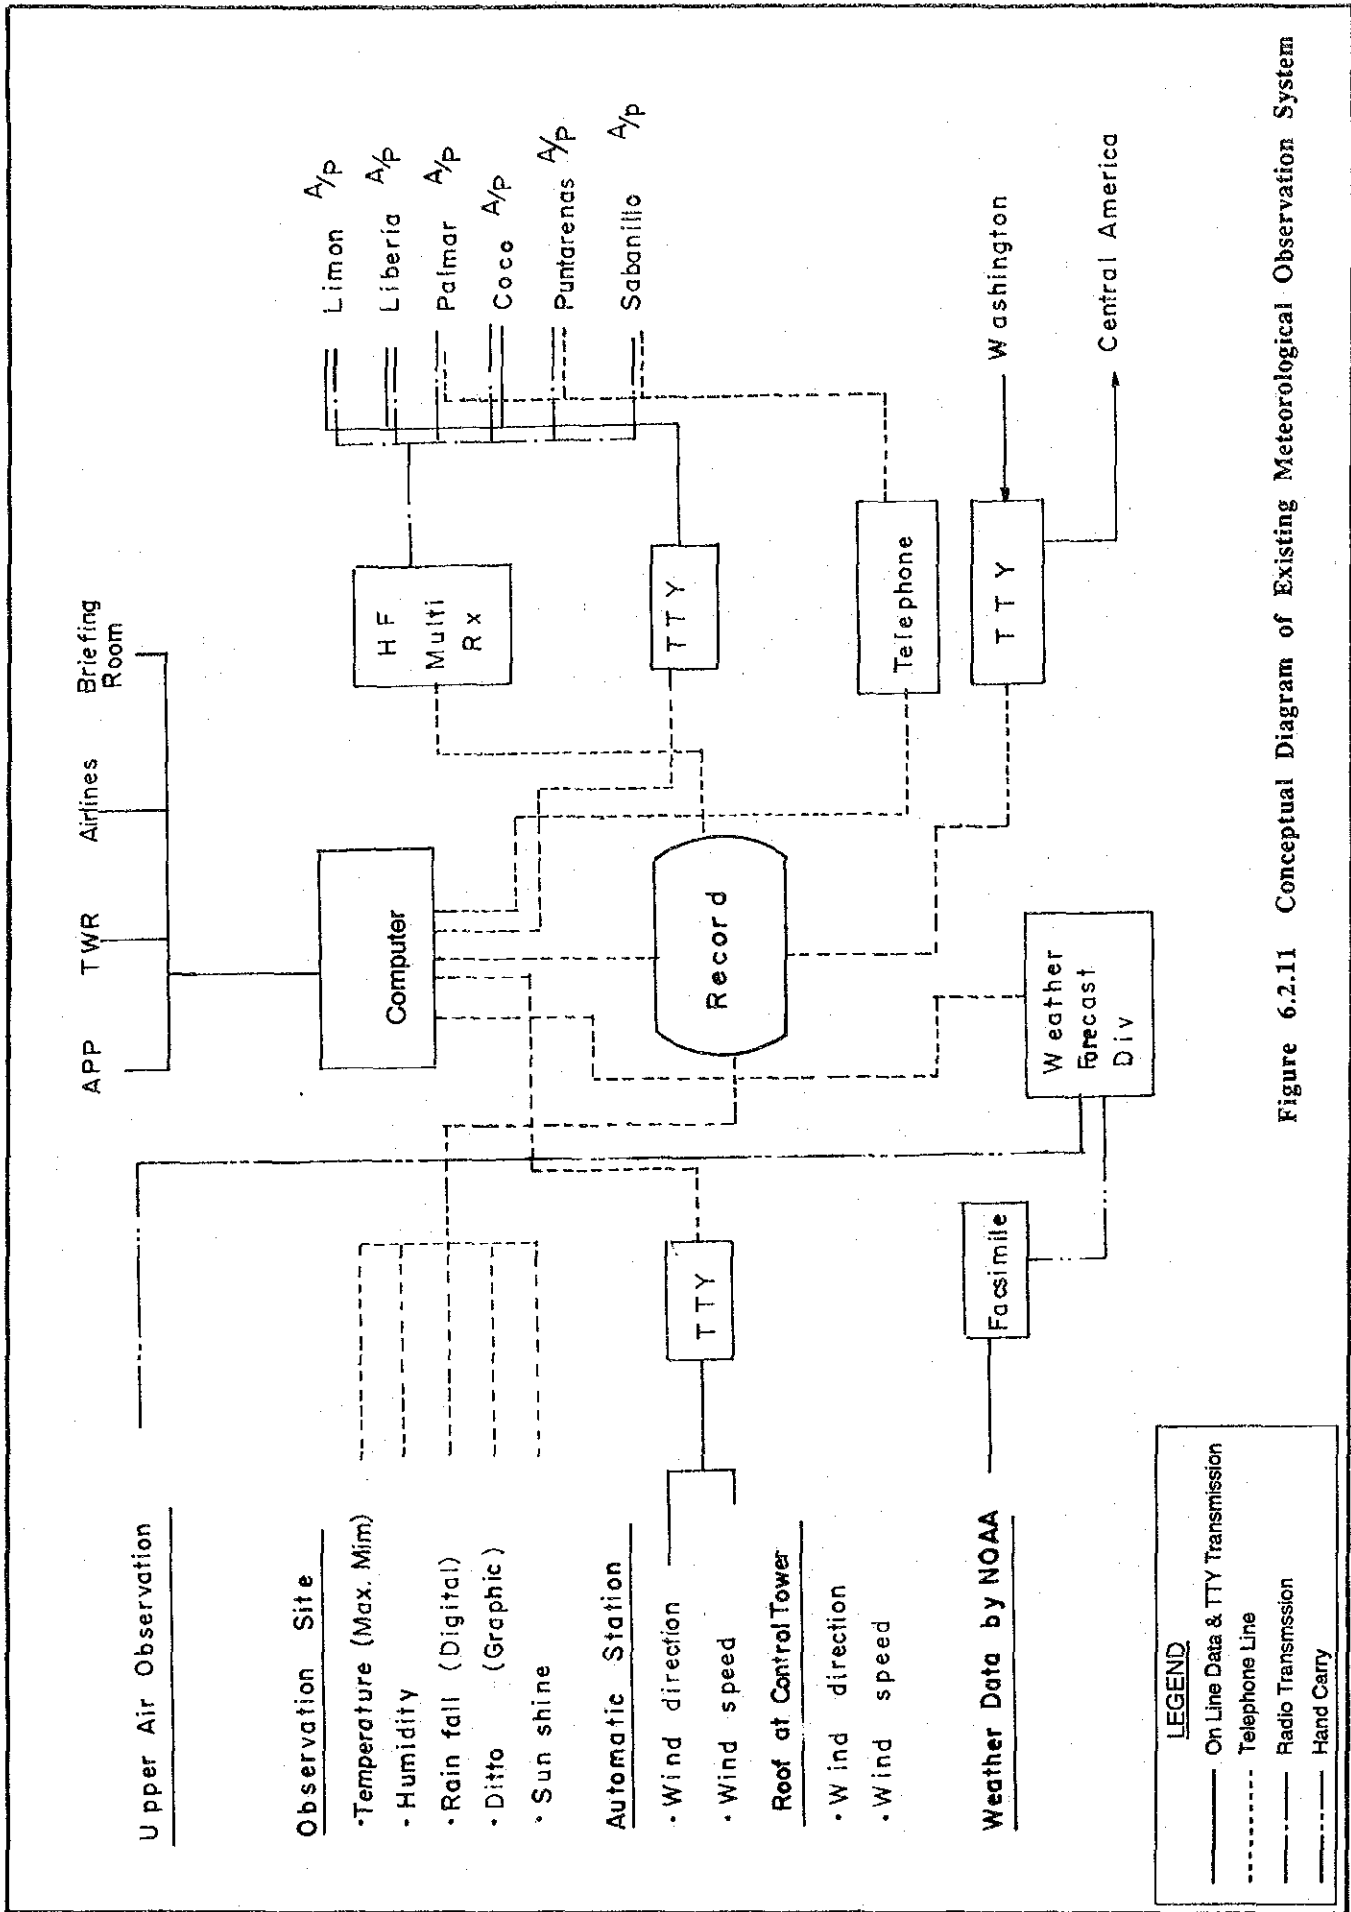 APP
TWR
Airlines
Briefing
Room
Upper Air Observation
Observation Site
·Temperature (Max. Mim)
·Humidity
·Rain fall (Digital)
·Ditto (Graphic)
·Sun shine
Automatic Station
·Wind direction
·Wind speed
Roof at Control Tower
·Wind direction
·Wind speed
Weather Data by NOAA
Computer
Record
TTY
Facsimile
Weather
Forecast
Div
HF
Multi
Rx
TTY
Telephone
TTY
Limon A/p
Liberia A/p
Palmar A/p
Coco A/p
Puntarenas A/p
Sabanillo A/p
Washington
Central America
LEGEND
On Line Data & TTY Transmission
Telephone Line
Radio Transmssion
Hand Carry
Figure 6.2.11 Conceptual Diagram of Existing Meteorological Observation System